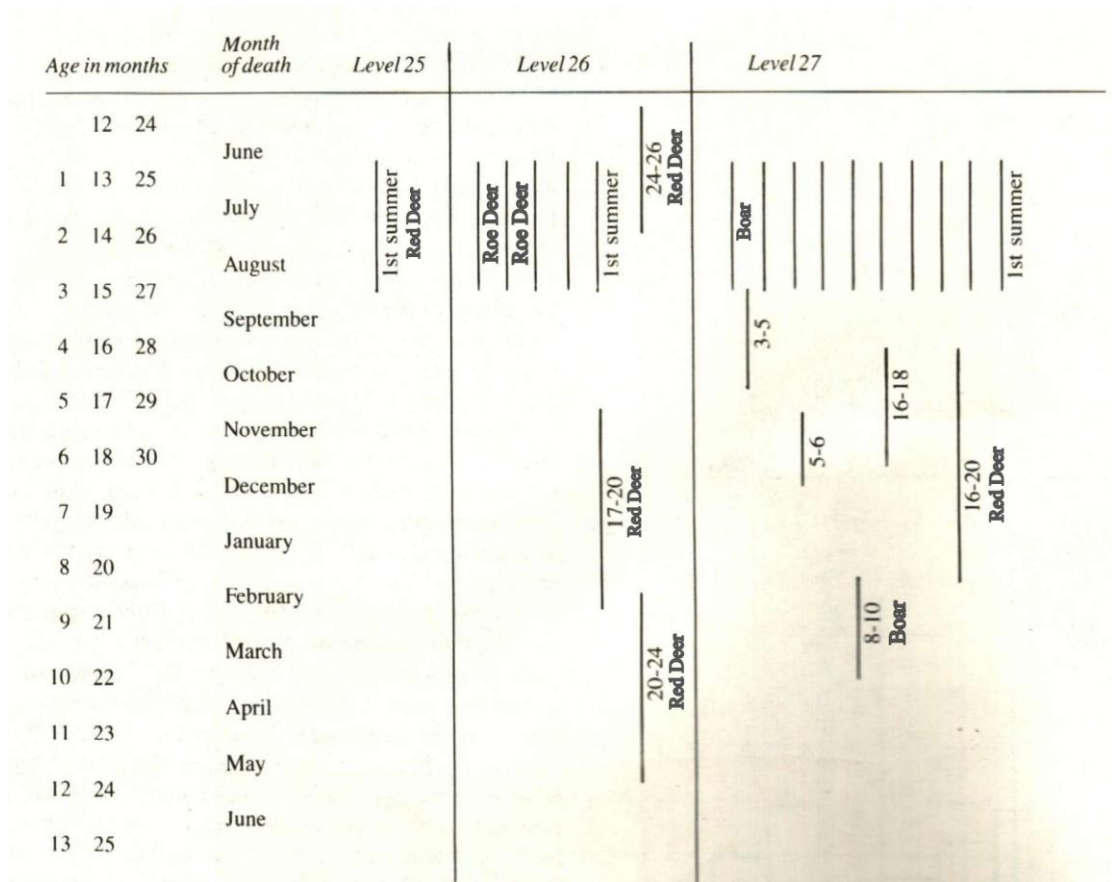 Age in months Month of death Level 25 Level 26 Level 27
12 24
June
1 13 25
July
2 14 26
August
3 15 27
September
4 16 28
October
5 17 29
November
6 18 30
December
7 19
January
8 20
February
9 21
March
10 22
April
11 23
May
12 24
June
13 25
1st summer
Red Deer
Roe Deer
Roe Deer
1st summer
24-26
Red Deer
17-20
Red Deer
20-24
Red Deer
Boar
1st summer
3-5
5-6
16-18
16-20
Red Deer
8-10
Boar